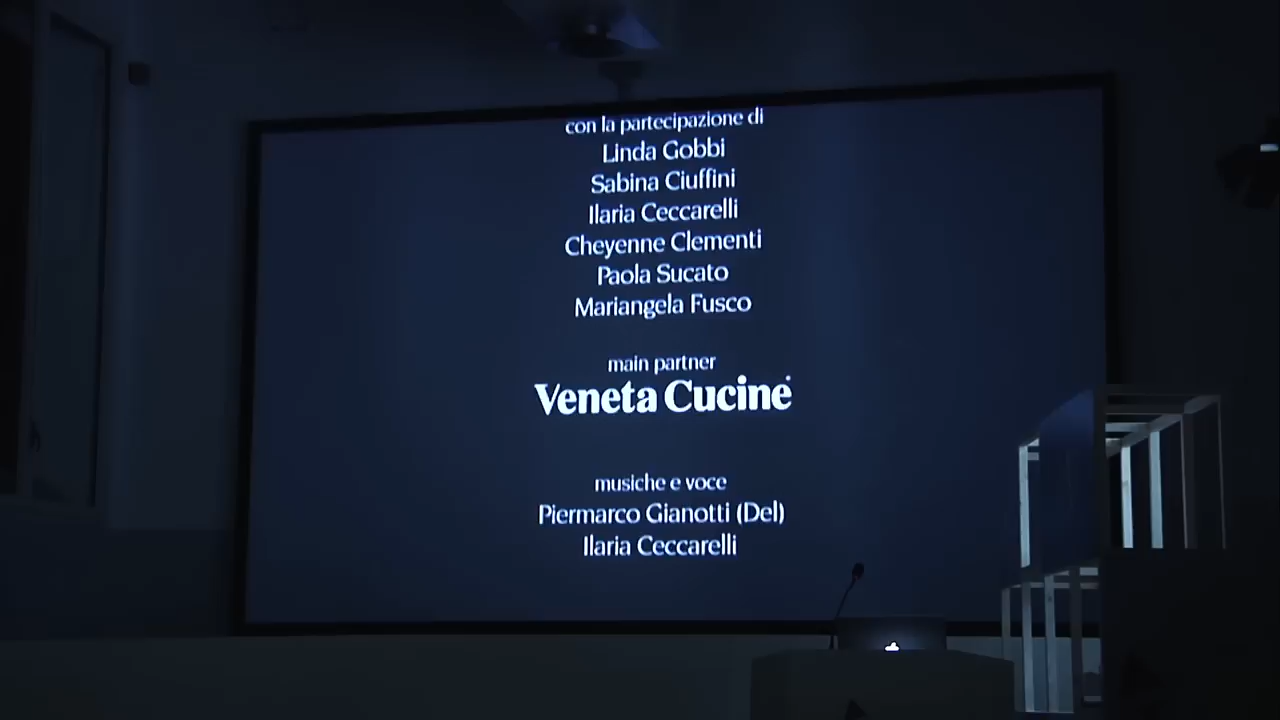 con la partecipazione di
Linda Gobbi
Sabina Ciuffini
Ilaria Ceccarelli
Cheyenne Clementi
Paola Sucato
Mariangela Fusco
main partner
Veneta Cucine
musiche e voce
Piermarco Gianotti (Del)
Ilaria Ceccarelli